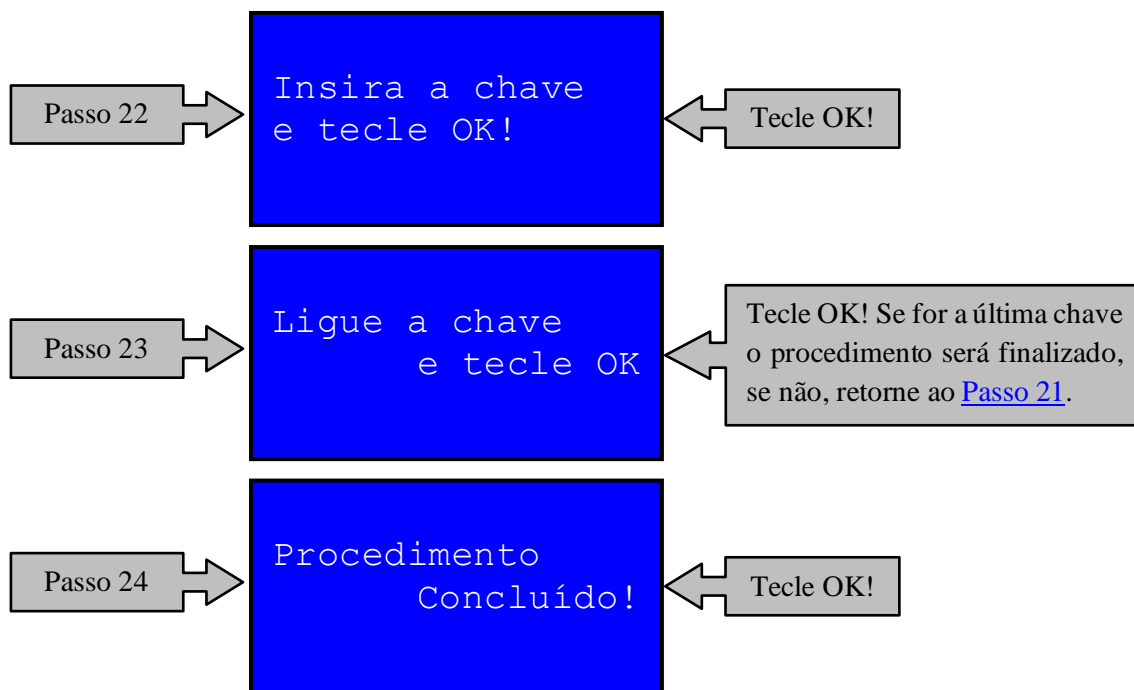 Passo 22
Insira a chave
e tecle OK!
Tecle OK!
Passo 23
Ligue a chave
e tecle OK
Tecle OK! Se for a última chave
o procedimento será finalizado,
se não, retorne ao Passo 21.
Passo 24
Procedimento
Concluído!
Tecle OK!